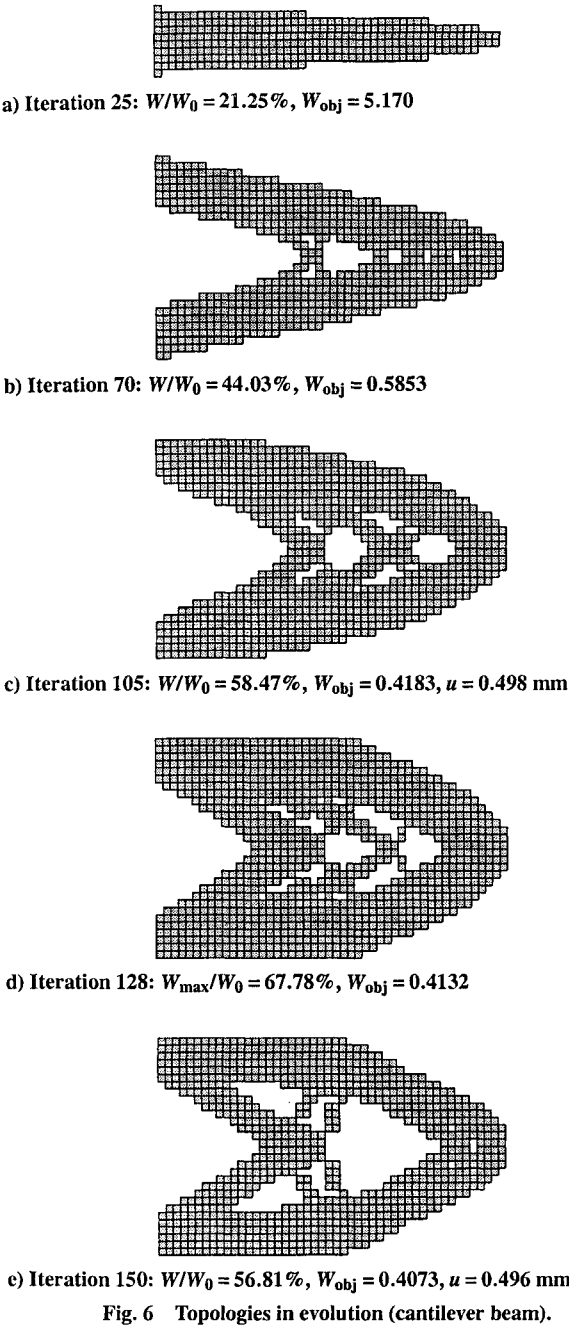 a) Iteration 25: W/W₀ = 21.25%, Wobj = 5.170
b) Iteration 70: W/W₀ = 44.03%, Wobj = 0.5853
c) Iteration 105: W/W₀ = 58.47%, Wobj = 0.4183, u = 0.498 mm
d) Iteration 128: Wmax/W₀ = 67.78%, Wobj = 0.4132
e) Iteration 150: W/W₀ = 56.81%, Wobj = 0.4073, u = 0.496 mm
Fig. 6 Topologies in evolution (cantilever beam).